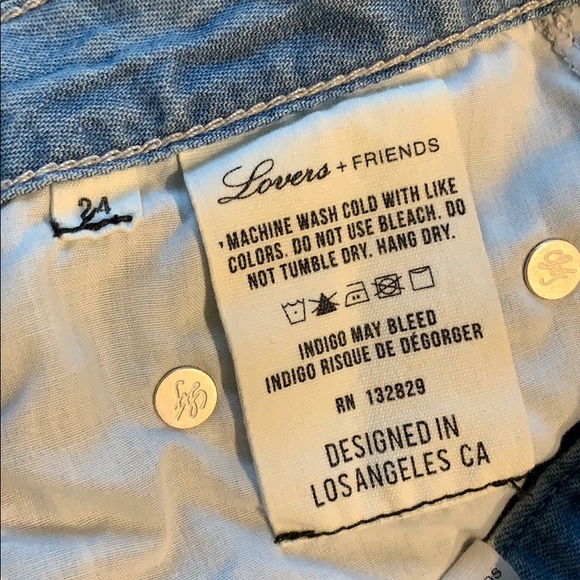 24
Lovers + FRIENDS
MACHINE WASH COLD WITH LIKE
COLORS. DO NOT USE BLEACH. DO
NOT TUMBLE DRY. HANG DRY.
INDIGO MAY BLEED
INDIGO RISQUE DE DÉGORGER
RN 132829
DESIGNED IN
LOS ANGELES CA